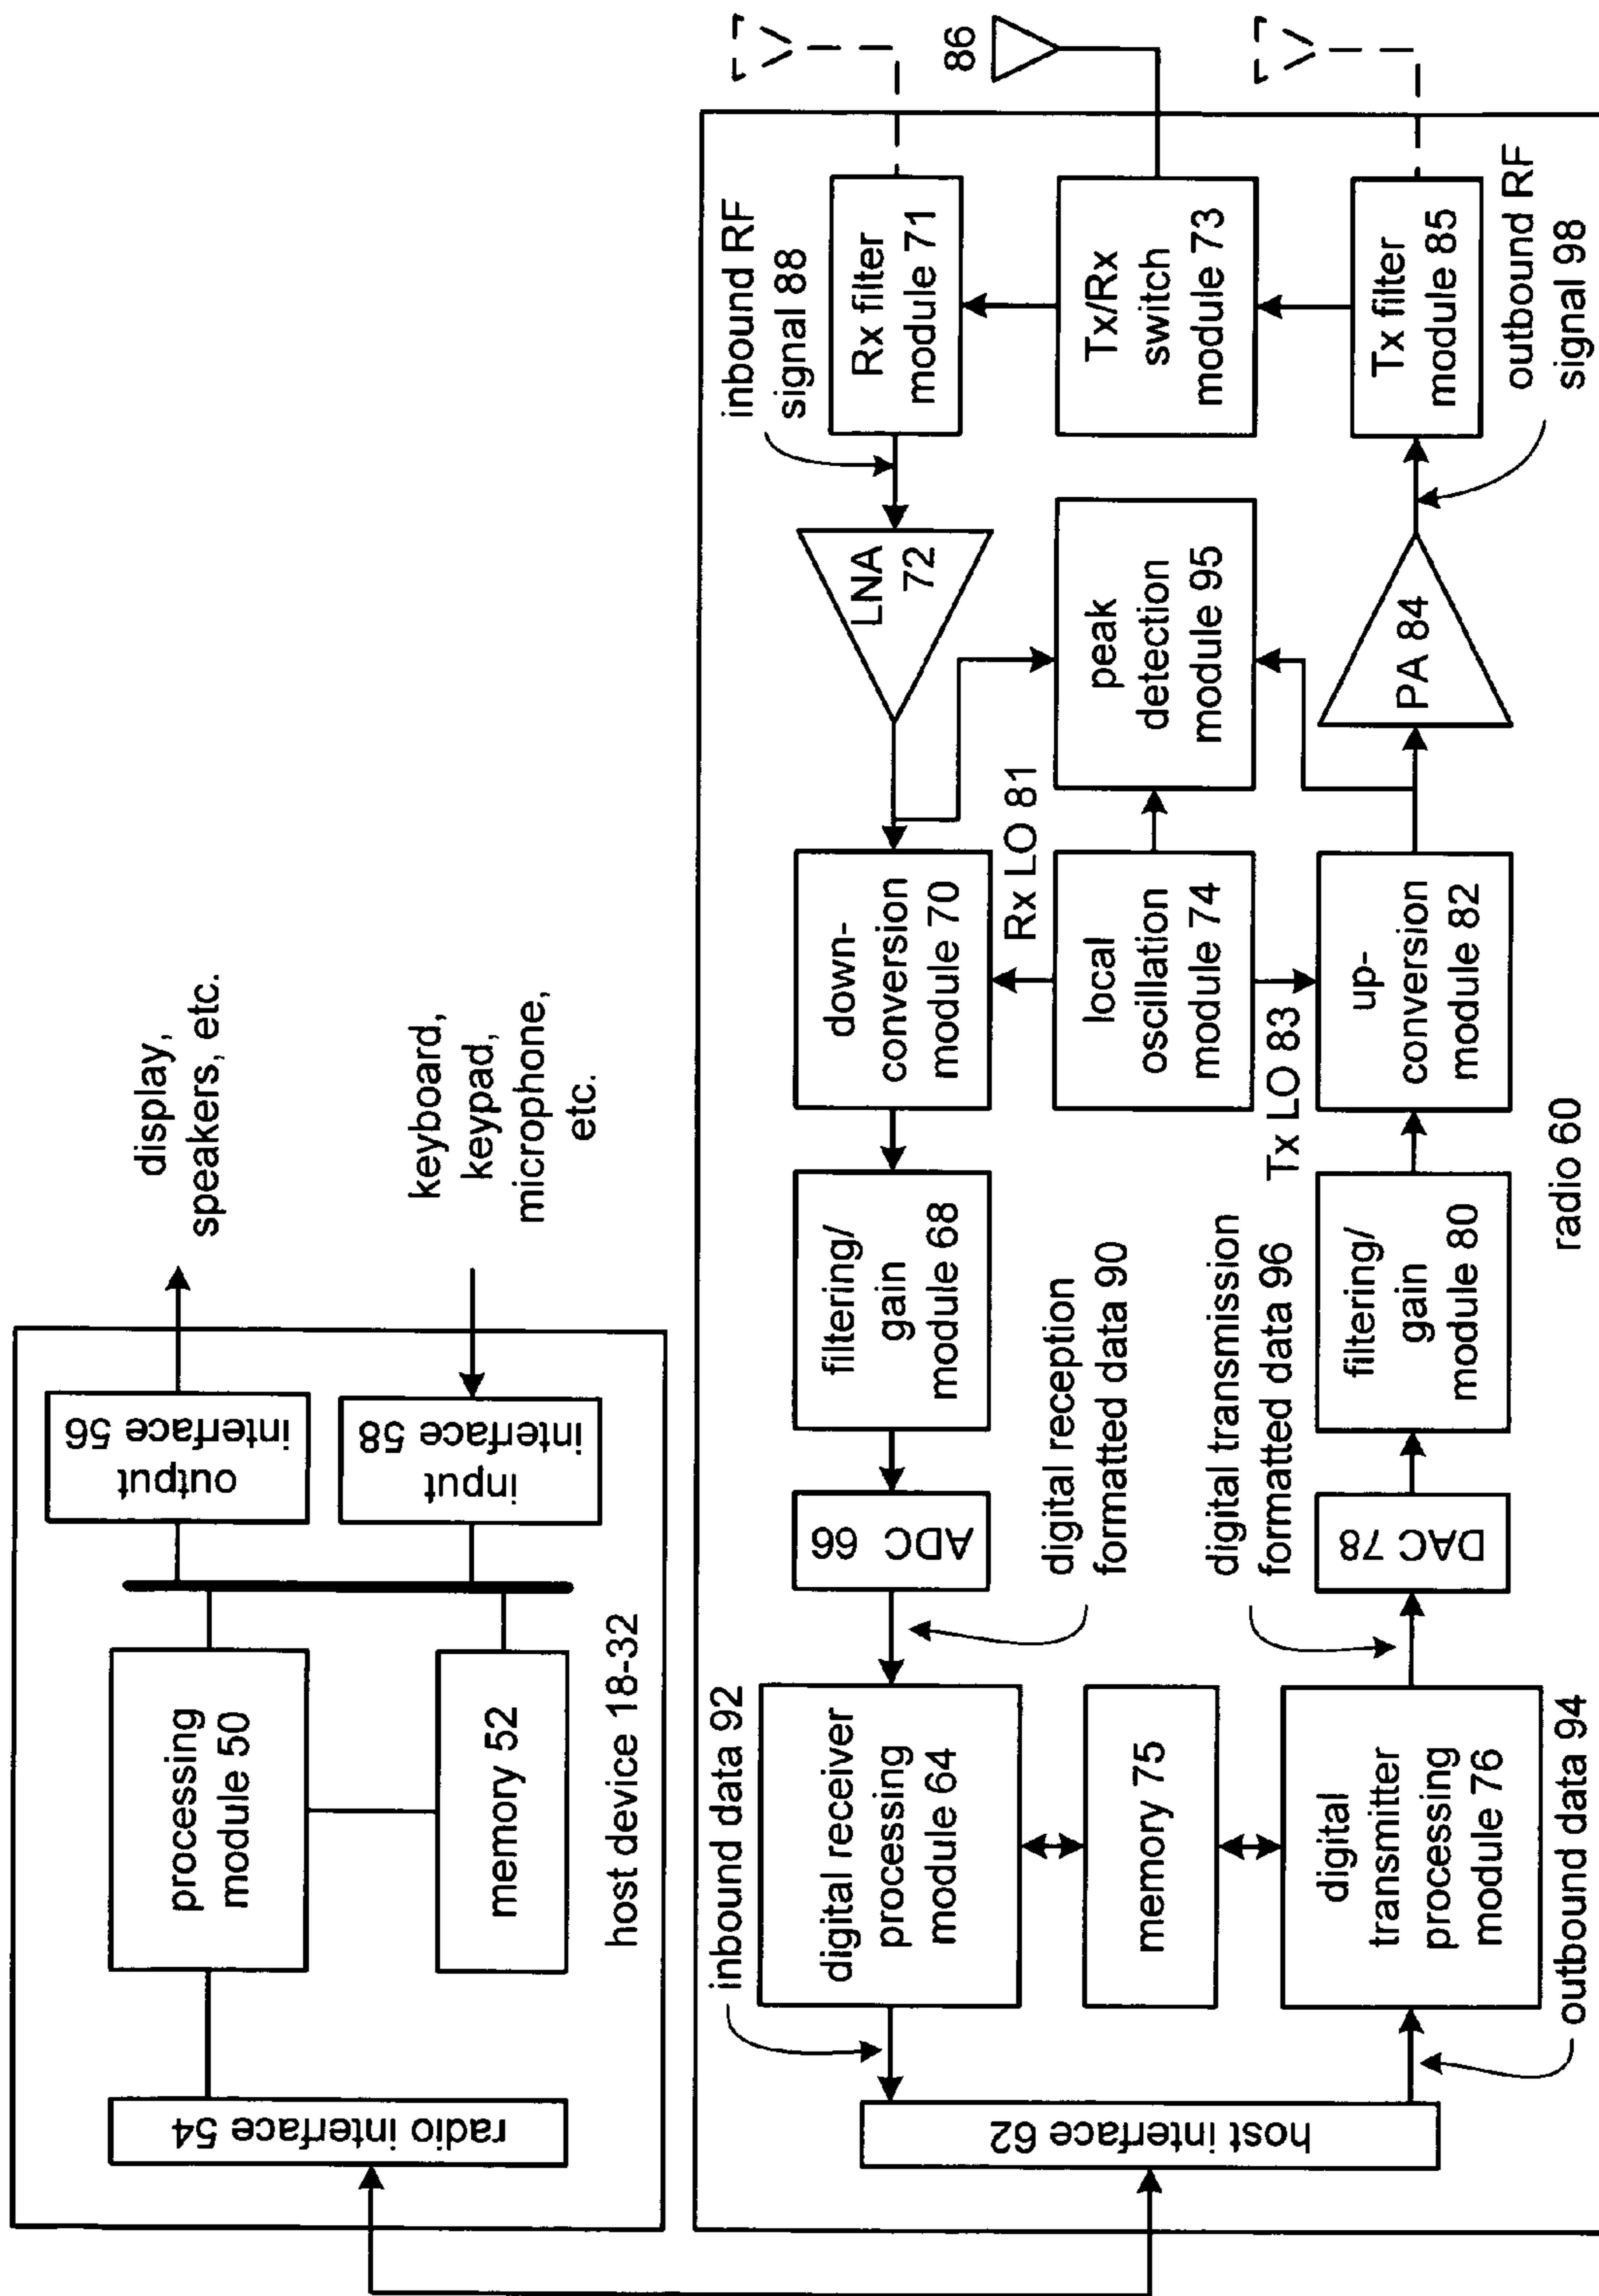 radio interface 54
processing
module 50
memory 52
output
interface 56
input
interface 58
display,
speakers, etc.
keyboard,
keypad,
microphone,
etc.
host device 18-32
host interface 62
inbound data 92
digital receiver
processing
module 64
memory 75
digital
transmitter
processing
module 76
outbound data 94
ADC 66
digital reception
formatted data 90
digital transmission
formatted data 96
DAC 78
filtering/
gain
module 68
filtering/
gain
module 80
down-
conversion
module 70
Rx LO 81
local
oscillation
module 74
Tx LO 83
up-
conversion
module 82
LNA
72
peak
detection
module 95
PA 84
inbound RF
signal 88
Rx filter
module 71
Tx/Rx
switch
module 73
Tx filter
module 85
outbound RF
signal 98
86
radio 60